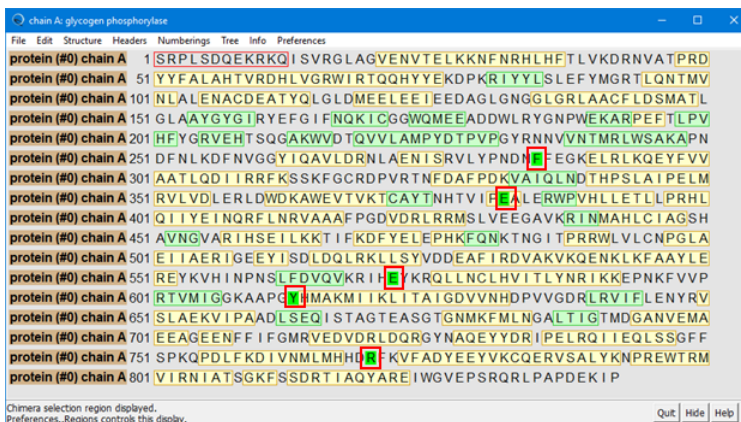 chain A: glycogen phosphorylase
File Edit Structure Headers Numberings Tree Info Preferences
protein (#0) chain A 1 SRPLSDQEKRKQISVRGLAGVENVTELKKNFNRHLHFTLVKDRNVATPRD
protein (#0) chain A 51 YYFALAHTVRDHLVGRWIRTQQHYYEKDPKRIYYLSLEFYMGRTLQNTMV
protein (#0) chain A 101 NLALENACDEATYQLGLDMEELEEIEEDAGLGNGGLGRLAACFLDSMATL
protein (#0) chain A 151 GLAAYGYGIRYEFGIFNQKICGGWQMEEADDWLRYGNPWEKARPEFTLPV
protein (#0) chain A 201 HFYGRVEHTSQGAKWVDTQVVLAMPYDTPVPGYRNNVVNTMRLWSAKAPN
protein (#0) chain A 251 DFNLKDFNVGGYIQAVLDRNLAENISRVLYPNDNFFEGKELRLKQEYFVV
protein (#0) chain A 301 AATLQDIIRRFKSSKFGCRDPVRTNFDAFPDKVAIQLNDTHPSLAIPELM
protein (#0) chain A 351 RVLVDLERLDWDKAWEVTVKTCAYTNHTVIPEALERWPVHLLETLLPRHL
protein (#0) chain A 401 QIIYEINQRFLNRVAAAFPGDVDRLRRMSLVEEGAVKRINMAHLCIAGSH
protein (#0) chain A 451 AVNGVARIHSEILKKTIFKDFYELEPHKFQNKTNGITPRRWLVLCNPGLA
protein (#0) chain A 501 EIIAERIGEEYISDLDQLRKLLSYVDDEAFIRDVAKVKQENKLKFAAYLE
protein (#0) chain A 551 REYKVHINPNSLFDVQVKRIHEYKRQLLNCLHVITLYNRIKKEPNKFVVP
protein (#0) chain A 601 RTVMIGGKAAPGYHMAKMIIKLITAIGDVVNHDPVVGDRLRVIFLENYRV
protein (#0) chain A 651 SLAEKVIPAADLSEQISTAGTEASGTGNMKFMLNGALTIGTMDGANVEMA
protein (#0) chain A 701 EEAGEENFFIFGMRVEDVDRLDQRGYNAQEYYDRIPELRQIIEQLSSGFF
protein (#0) chain A 751 SPKQPDLFKDIVNMLMHHDRFKVFADYEEYVKCQERVSALYKNPREWTRM
protein (#0) chain A 801 VIRNIATSGKFSSDRTIAQYAREIWGVEPSRQRLPAPDEKIP
Chimera selection region displayed.
Preferences..Regions controls this display.
Quit Hide Help